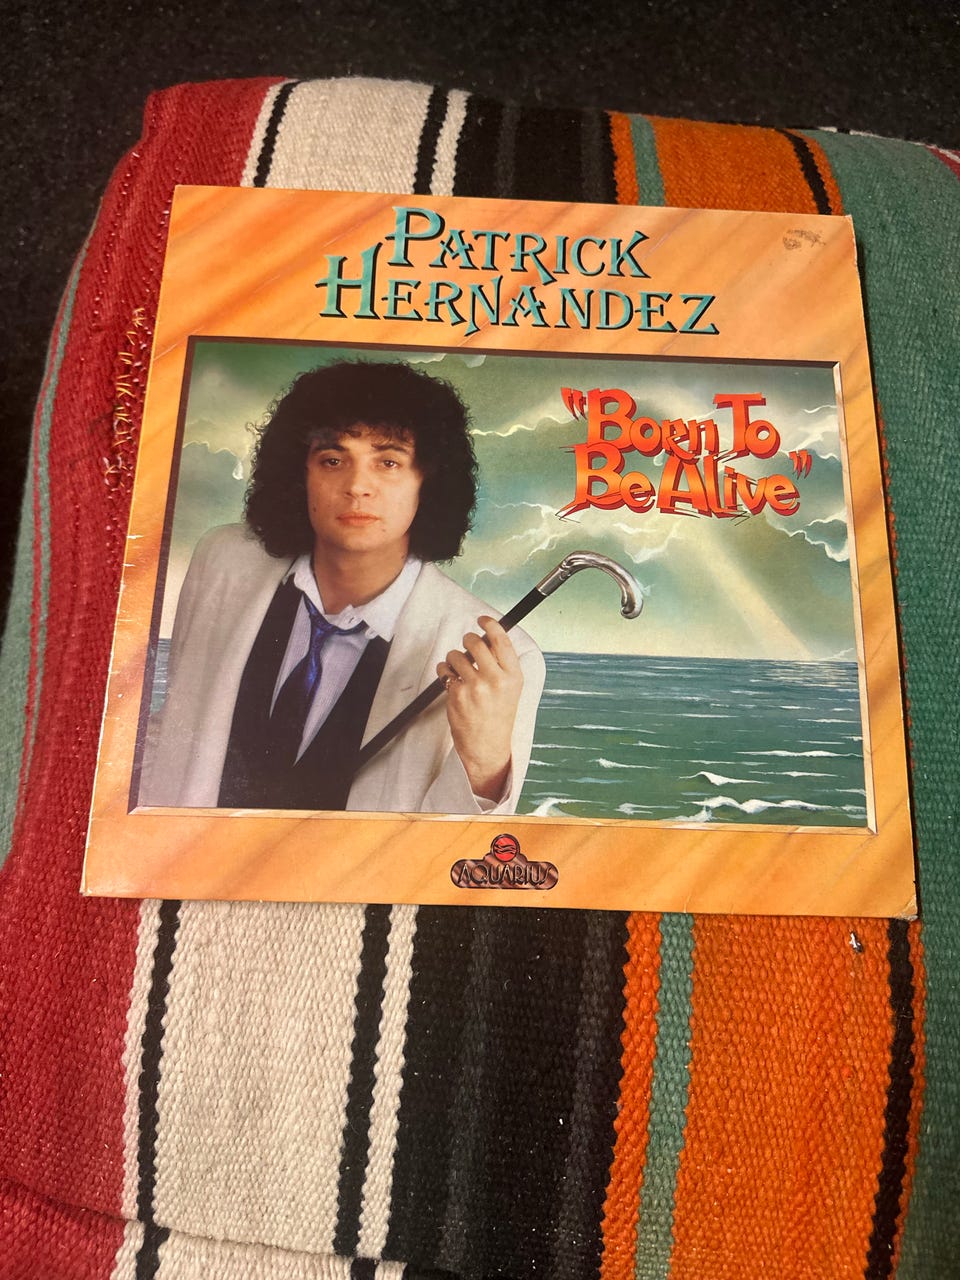 PATRICK
HERNANDEZ
"Born To
Be Alive"
AQUARIUS